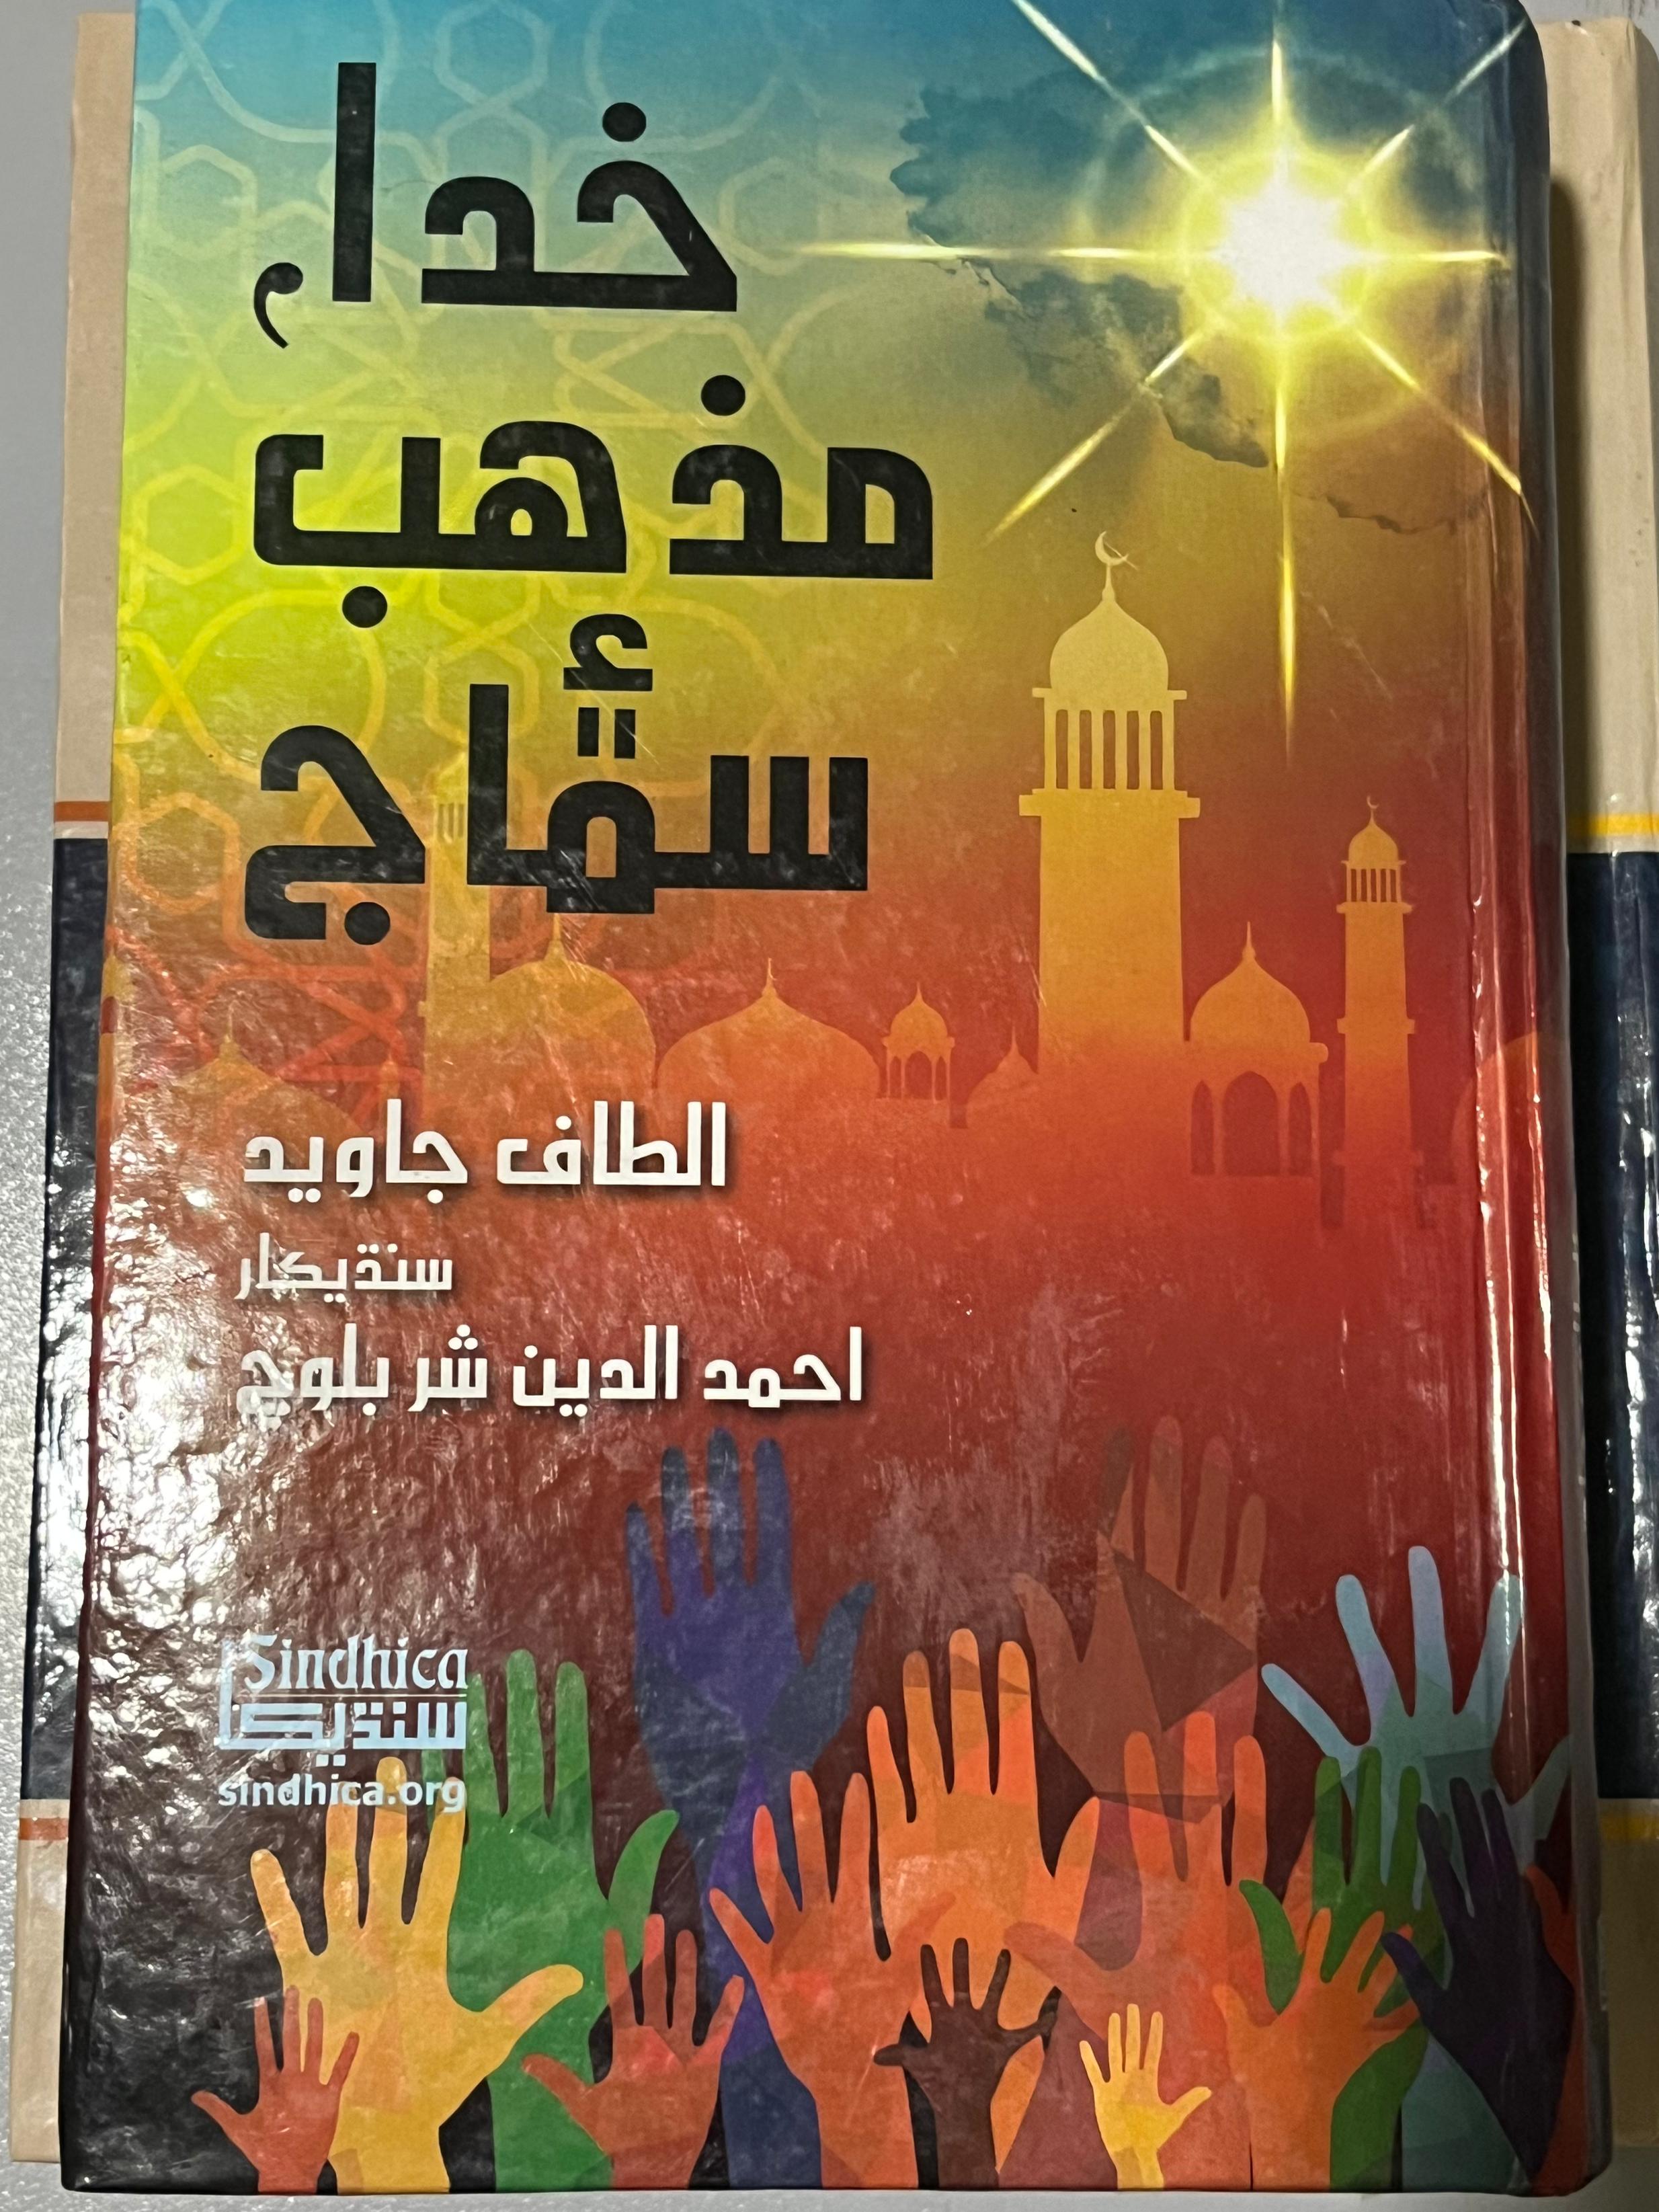 خدا،
مذهب
۽
سماج
الطاف جاويد
سنڌيڪار
احمد الدين شر بلوچ
Sindhica
سنڌيڪا
sindhica.org